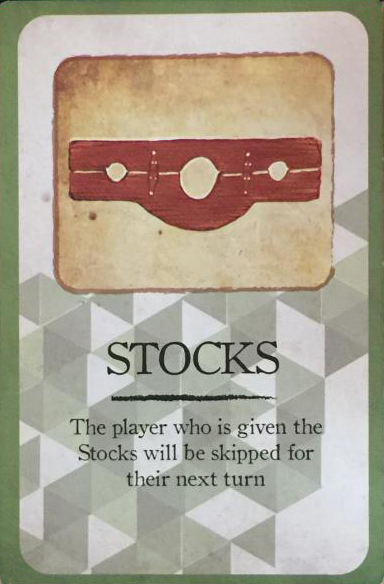 STOCKS
The player who is given the
Stocks will be skipped for
their next turn